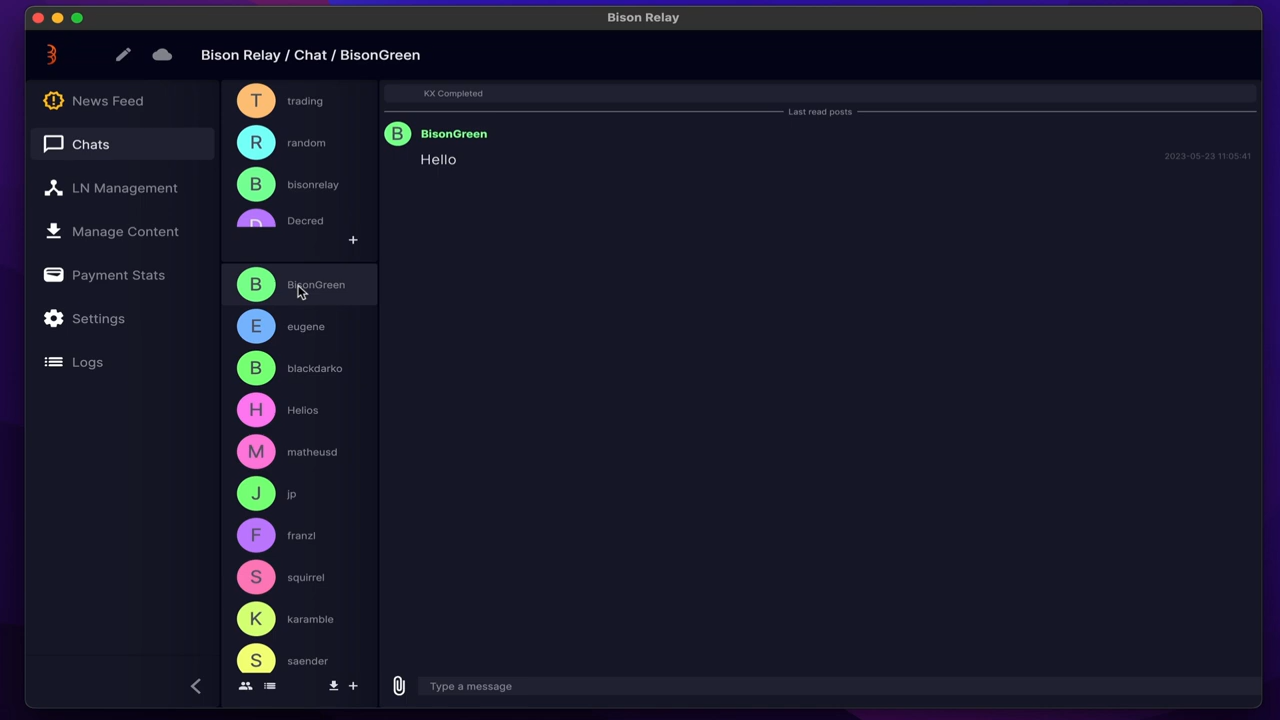 Bison Relay
Bison Relay / Chat / BisonGreen
News Feed
Chats
LN Management
Manage Content
Payment Stats
Settings
Logs
T trading
R random
B bisonrelay
D Decred
+
B BisonGreen
E eugene
B blackdarko
H Helios
M matheusd
J jp
F franzl
S squirrel
K karamble
S saender
+
KX Completed
Last read posts
B BisonGreen
Hello
2023-05-23 11:05:41
Type a message